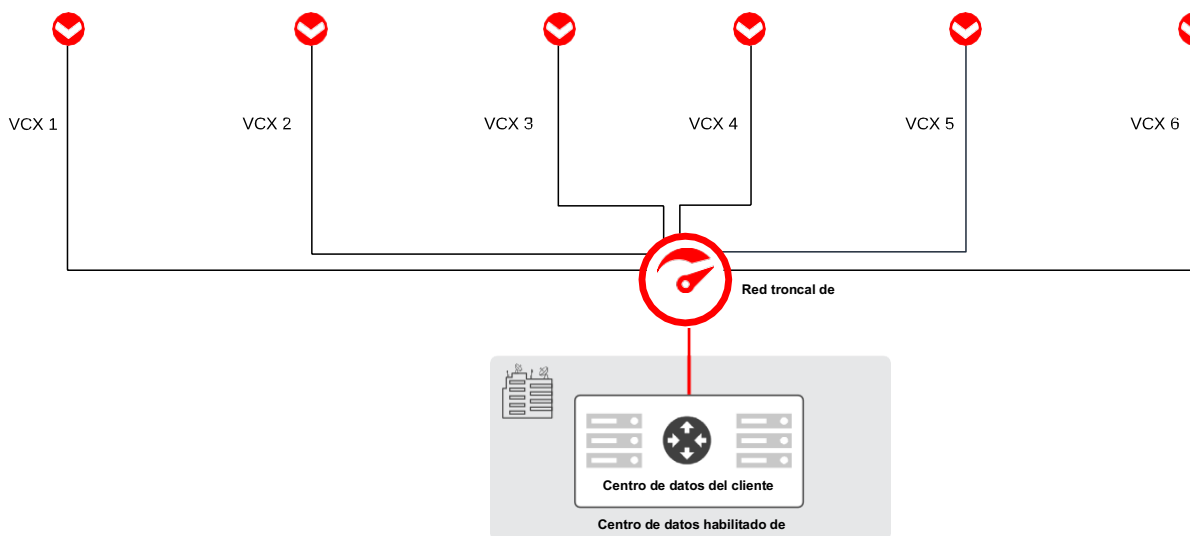 VCX 1
VCX 2
VCX 3
VCX 4
VCX 5
VCX 6
Red troncal de
Centro de datos del cliente
Centro de datos habilitado de